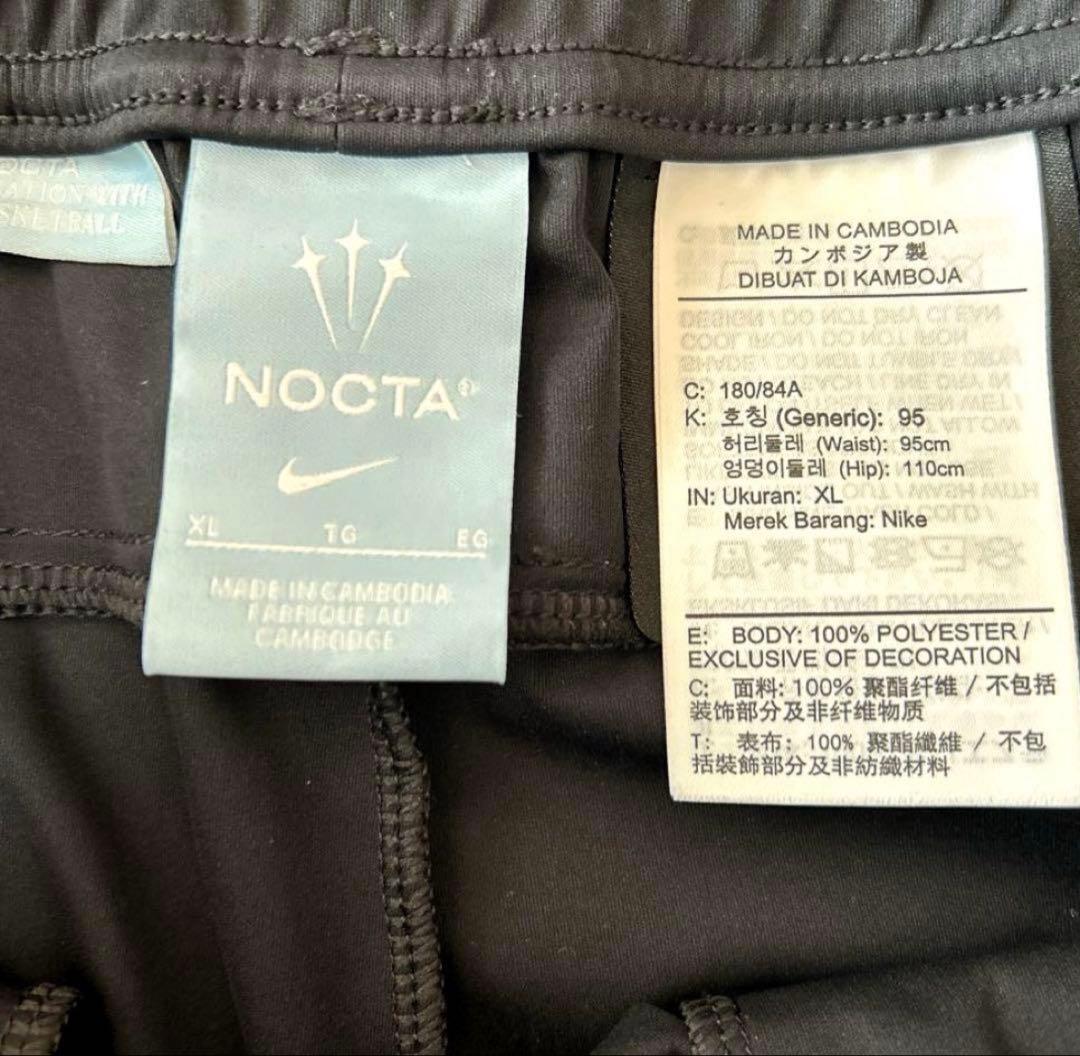 SKETBALL
NOCTA®
XL TG EG
MADE IN CAMBODIA
FABRIQUÉ AU
CAMBODGE
MADE IN CAMBODIA
カンボジア製
DIBUAT DI KAMBOJA
C: 180/84A
K: 호칭 (Generic): 95
허리둘레 (Waist): 95cm
엉덩이둘레 (Hip): 110cm
IN: Ukuran: XL
Merek Barang: Nike
E: BODY: 100% POLYESTER /
EXCLUSIVE OF DECORATION
C: 面料: 100% 聚酯纤维 / 不包括
装饰部分及非纤维物质
T: 表布: 100% 聚酯纖維 / 不包
括裝飾部分及非紡織材料